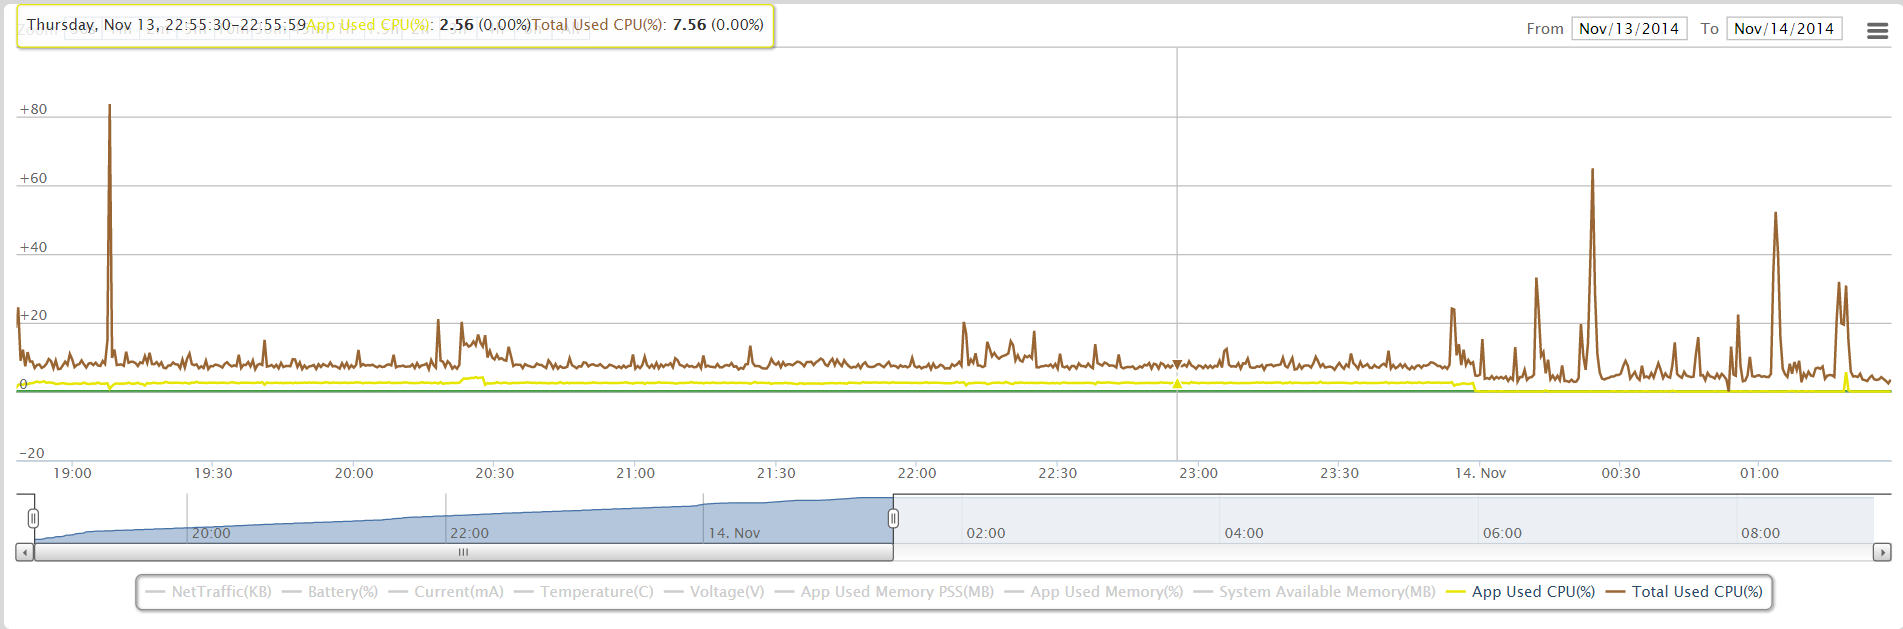 Thursday, Nov 13, 22:55:30-22:55:59 App Used CPU(%): 2.56 (0.00%) Total Used CPU(%): 7.56 (0.00%)
From Nov/13/2014 To Nov/14/2014
+80
+60
+40
+20
0
-20
19:00 19:30 20:00 20:30 21:00 21:30 22:00 22:30 23:00 23:30 14. Nov 00:30 01:00
20:00 22:00 14. Nov 02:00 04:00 06:00 08:00
NetTraffic(KB) Battery(%) Current(mA) Temperature(C) Voltage(V) App Used Memory PSS(MB) App Used Memory(%) System Available Memory(MB) App Used CPU(%) Total Used CPU(%)